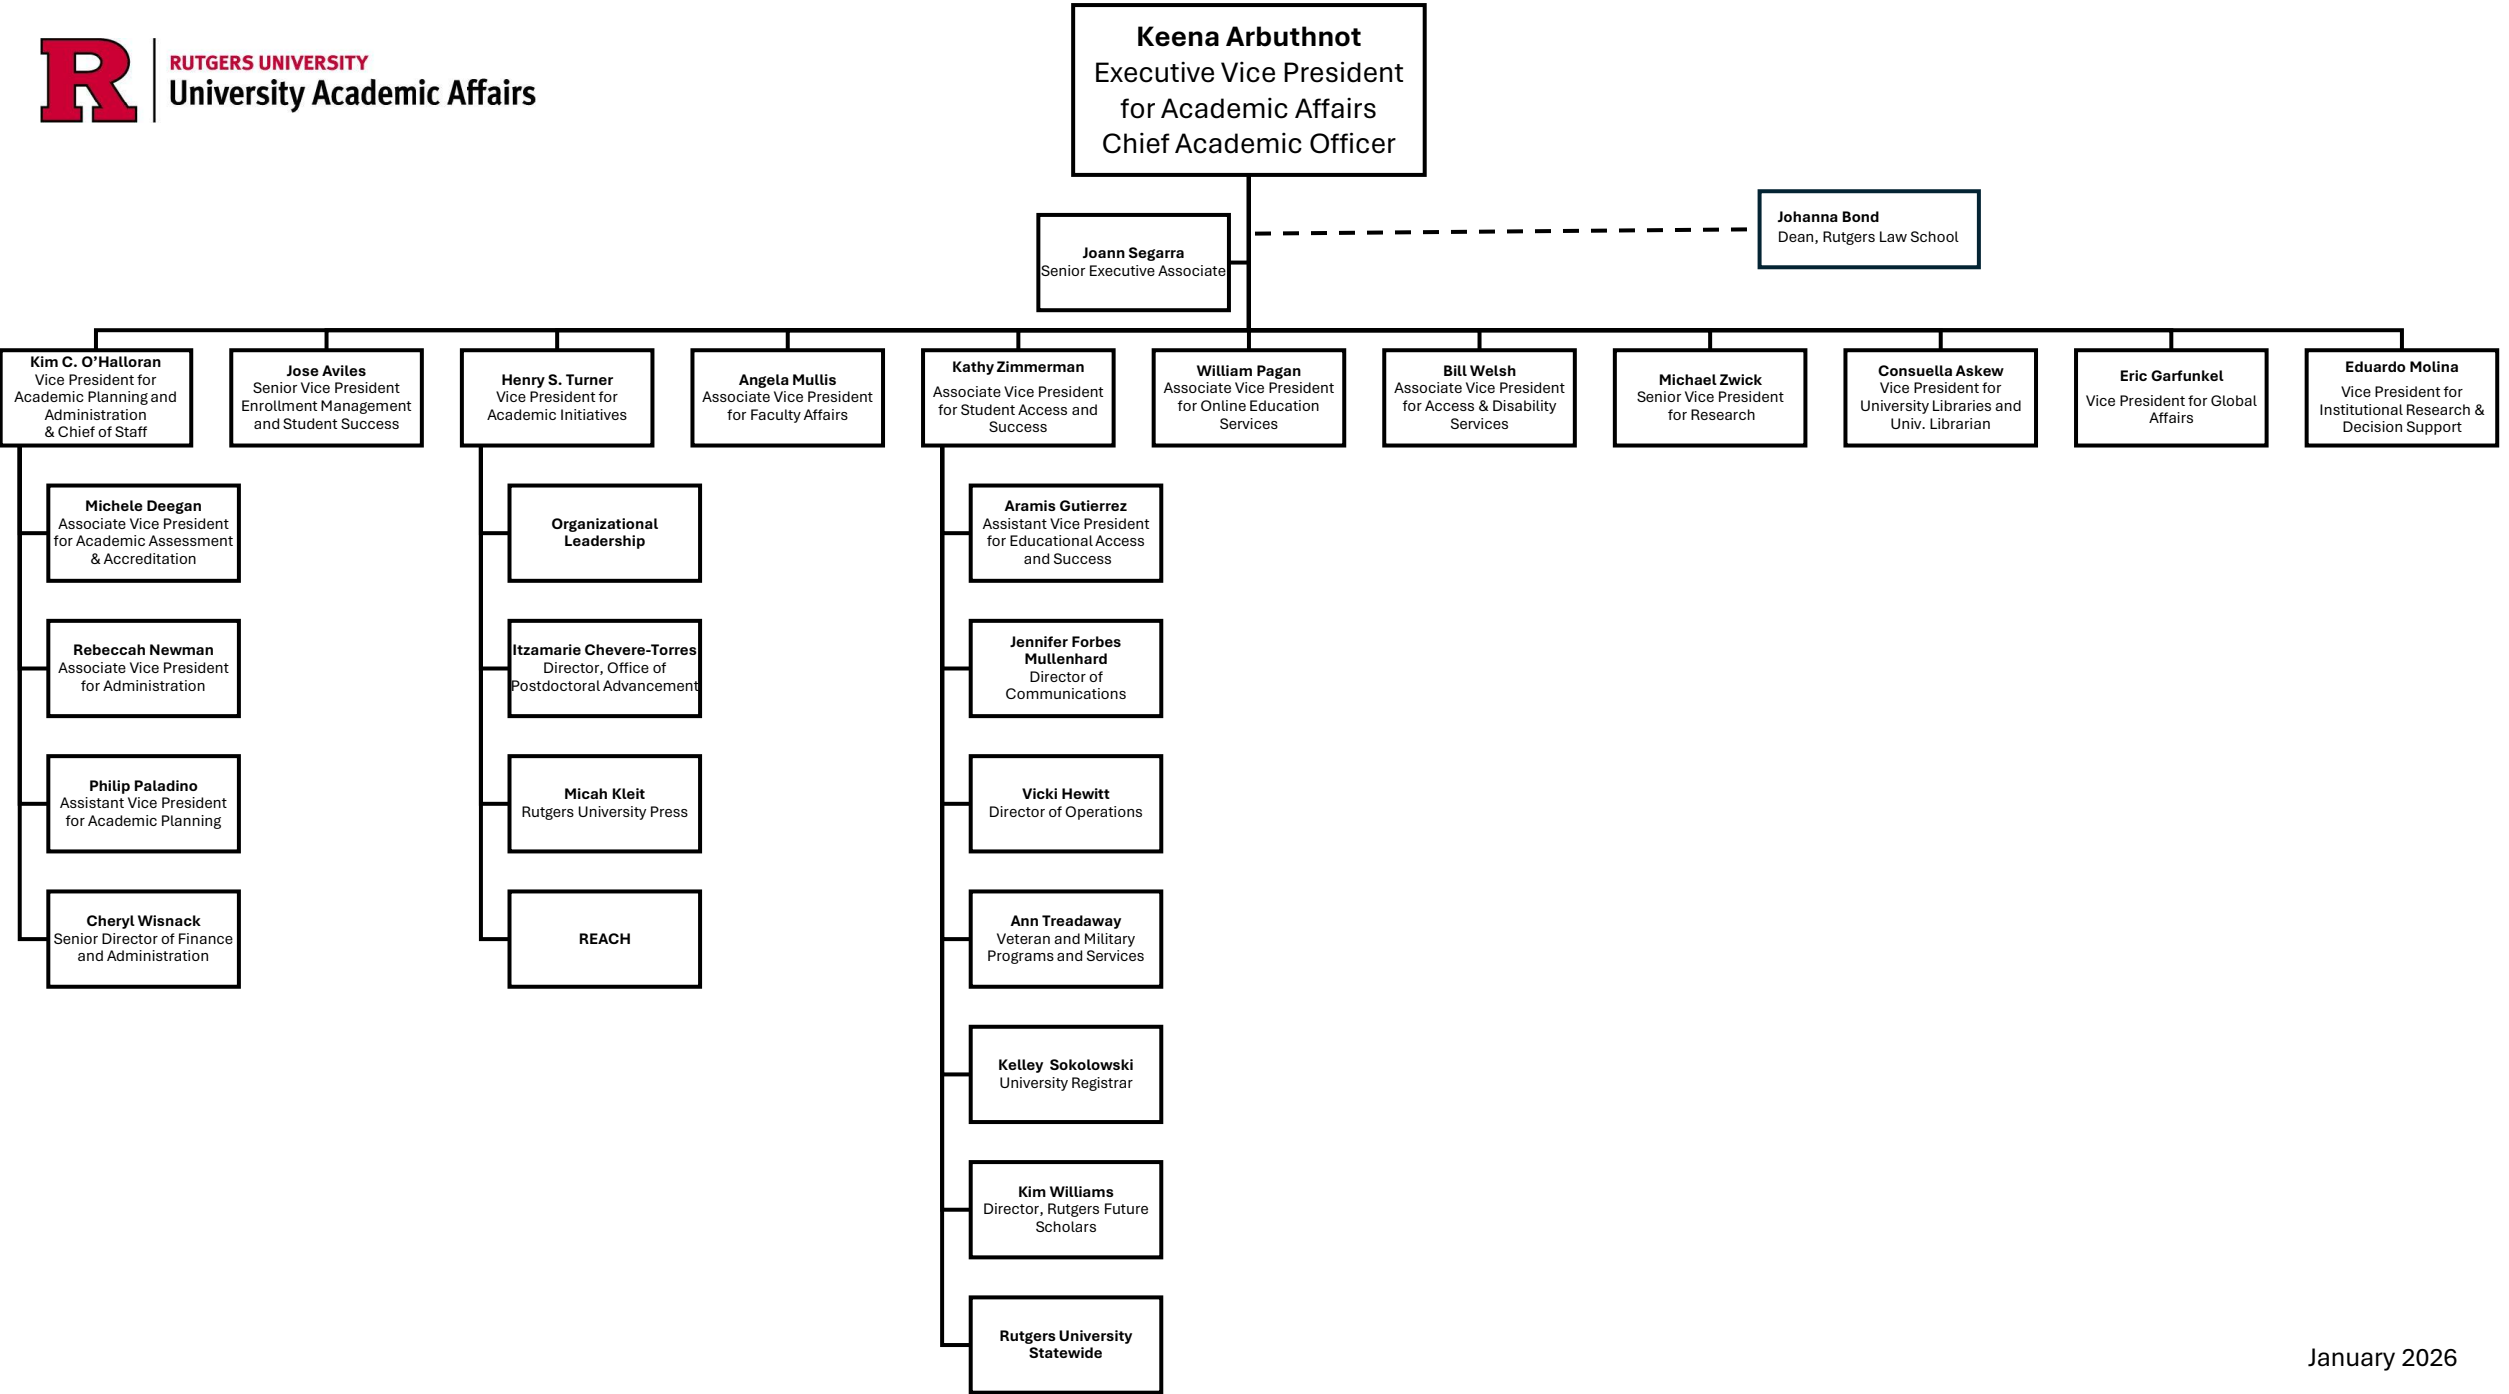 RUTGERS UNIVERSITY
University Academic Affairs
Keena Arbuthnot
Executive Vice President
for Academic Affairs
Chief Academic Officer
Johanna Bond
Dean, Rutgers Law School
Joann Segarra
Senior Executive Associate
Kim C. O’Halloran
Vice President for
Academic Planning and
Administration
& Chief of Staff
Jose Aviles
Senior Vice President
Enrollment Management
and Student Success
Henry S. Turner
Vice President for
Academic Initiatives
Angela Mullis
Associate Vice President
for Faculty Affairs
Kathy Zimmerman
Associate Vice President
for Student Access and
Success
William Pagan
Associate Vice President
for Online Education
Services
Bill Welsh
Associate Vice President
for Access & Disability
Services
Michael Zwick
Senior Vice President
for Research
Consuella Askew
Vice President for
University Libraries and
Univ. Librarian
Eric Garfunkel
Vice President for Global
Affairs
Eduardo Molina
Vice President for
Institutional Research &
Decision Support
Michele Deegan
Associate Vice President
for Academic Assessment
& Accreditation
Rebeccah Newman
Associate Vice President
for Administration
Philip Paladino
Assistant Vice President
for Academic Planning
Cheryl Wisnack
Senior Director of Finance
and Administration
Organizational
Leadership
Itzamarie Chevere-Torres
Director, Office of
Postdoctoral Advancement
Micah Kleit
Rutgers University Press
REACH
Aramis Gutierrez
Assistant Vice President
for Educational Access
and Success
Jennifer Forbes
Mullenhard
Director of
Communications
Vicki Hewitt
Director of Operations
Ann Treadaway
Veteran and Military
Programs and Services
Kelley Sokolowski
University Registrar
Kim Williams
Director, Rutgers Future
Scholars
Rutgers University
Statewide
January 2026